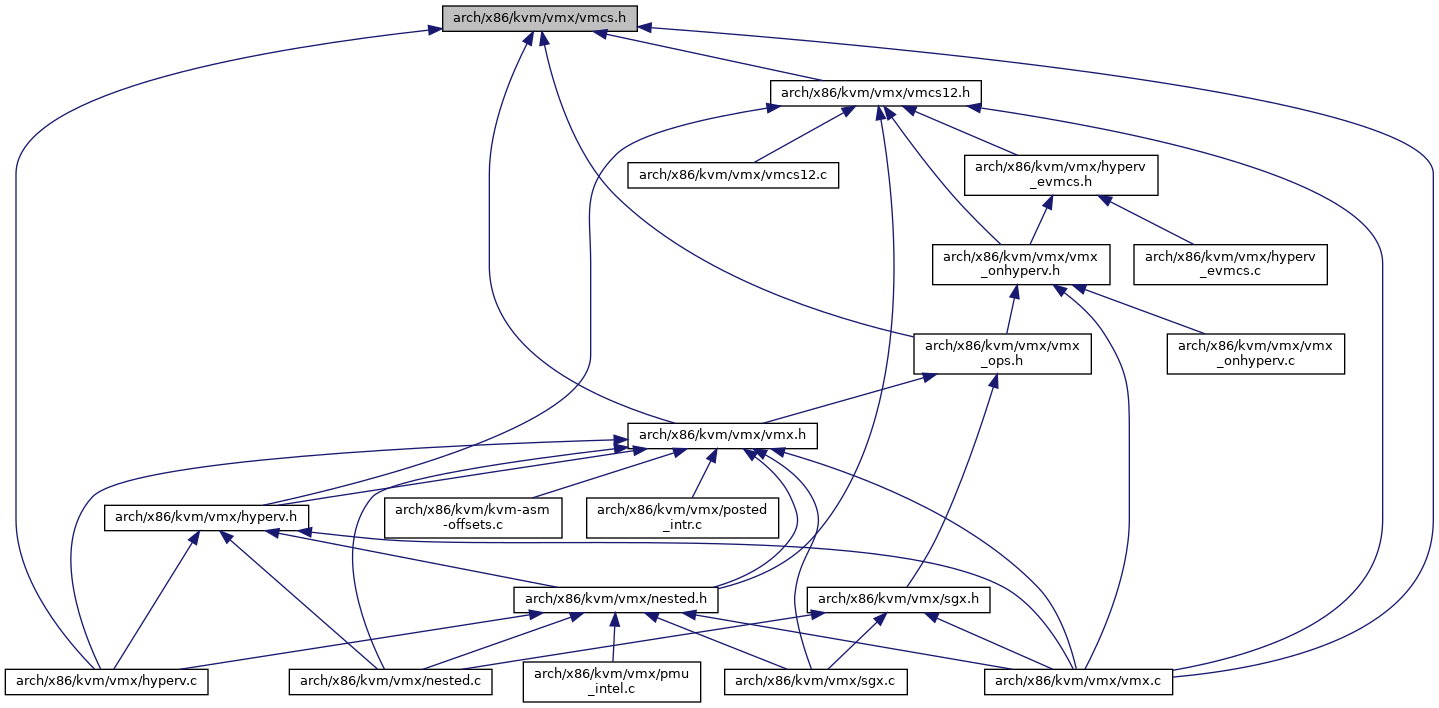 arch/x86/kvm/vmx/vmcs.h
arch/x86/kvm/vmx/vmcs12.h
arch/x86/kvm/vmx/vmcs12.c
arch/x86/kvm/vmx/hyperv
_evmcs.h
arch/x86/kvm/vmx/vmx
_onhyperv.h
arch/x86/kvm/vmx/hyperv
_evmcs.c
arch/x86/kvm/vmx/vmx
_ops.h
arch/x86/kvm/vmx/vmx
_onhyperv.c
arch/x86/kvm/vmx/vmx.h
arch/x86/kvm/vmx/hyperv.h
arch/x86/kvm/kvm-asm
-offsets.c
arch/x86/kvm/vmx/posted
_intr.c
arch/x86/kvm/vmx/nested.h
arch/x86/kvm/vmx/sgx.h
arch/x86/kvm/vmx/hyperv.c
arch/x86/kvm/vmx/nested.c
arch/x86/kvm/vmx/pmu
_intel.c
arch/x86/kvm/vmx/sgx.c
arch/x86/kvm/vmx/vmx.c